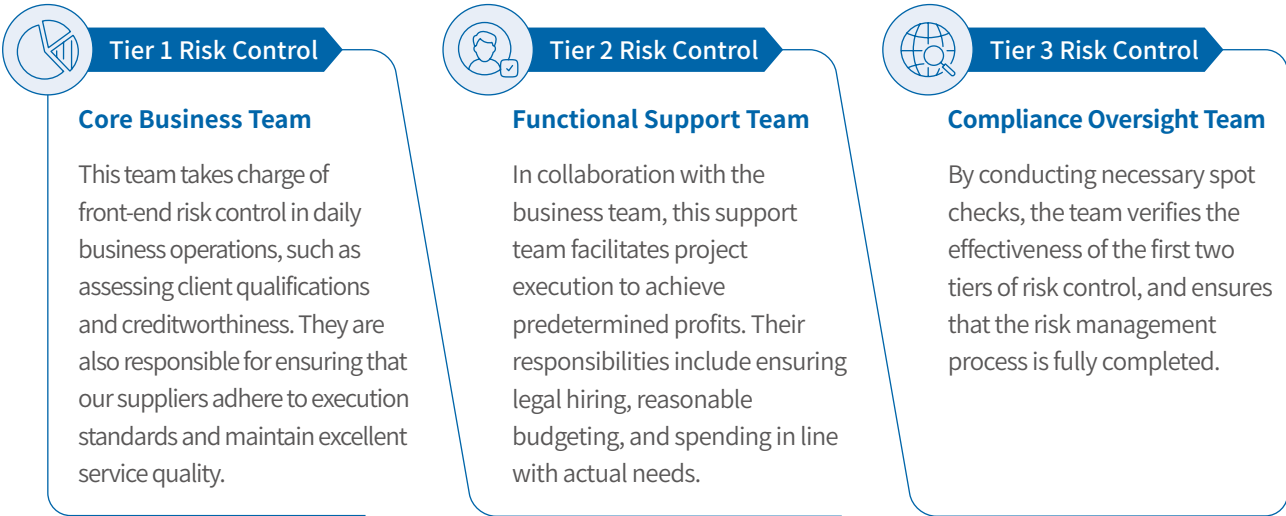 Tier 1 Risk Control
Core Business Team
This team takes charge of
front-end risk control in daily
business operations, such as
assessing client qualifications
and creditworthiness. They are
also responsible for ensuring that
our suppliers adhere to execution
standards and maintain excellent
service quality.
Tier 2 Risk Control
Functional Support Team
In collaboration with the
business team, this support
team facilitates project
execution to achieve
predetermined profits. Their
responsibilities include ensuring
legal hiring, reasonable
budgeting, and spending in line
with actual needs.
Tier 3 Risk Control
Compliance Oversight Team
By conducting necessary spot
checks, the team verifies the
effectiveness of the first two
tiers of risk control, and ensures
that the risk management
process is fully completed.